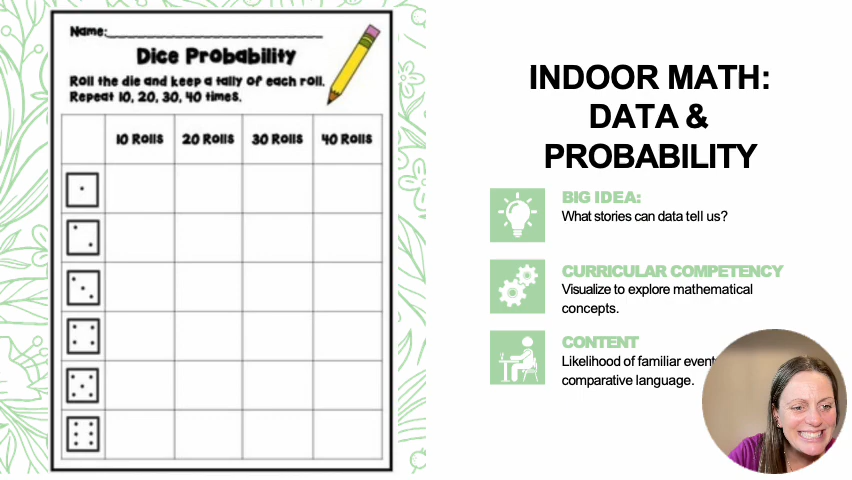 Name:
Dice Probability
Roll the die and keep a tally of each roll.
Repeat 10, 20, 30, 40 times.
10 Rolls 20 Rolls 30 Rolls 40 Rolls
INDOOR MATH:
DATA &
PROBABILITY
BIG IDEA:
What stories can data tell us?
CURRICULAR COMPETENCY
Visualize to explore mathematical
concepts.
CONTENT
Likelihood of familiar event
comparative language.